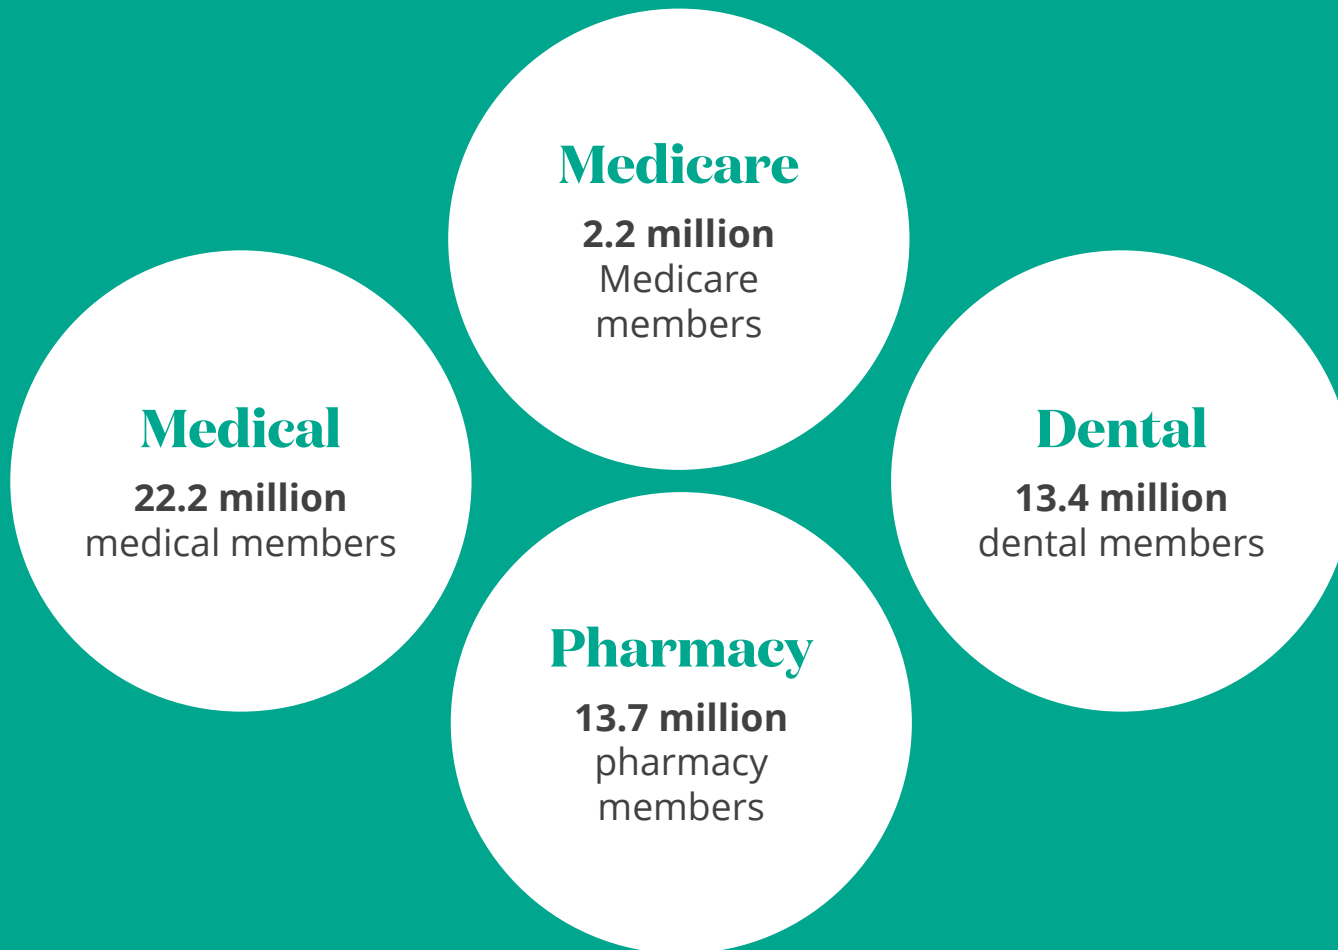 Medicare
2.2 million
Medicare
members
Medical
22.2 million
medical members
Dental
13.4 million
dental members
Pharmacy
13.7 million
pharmacy
members